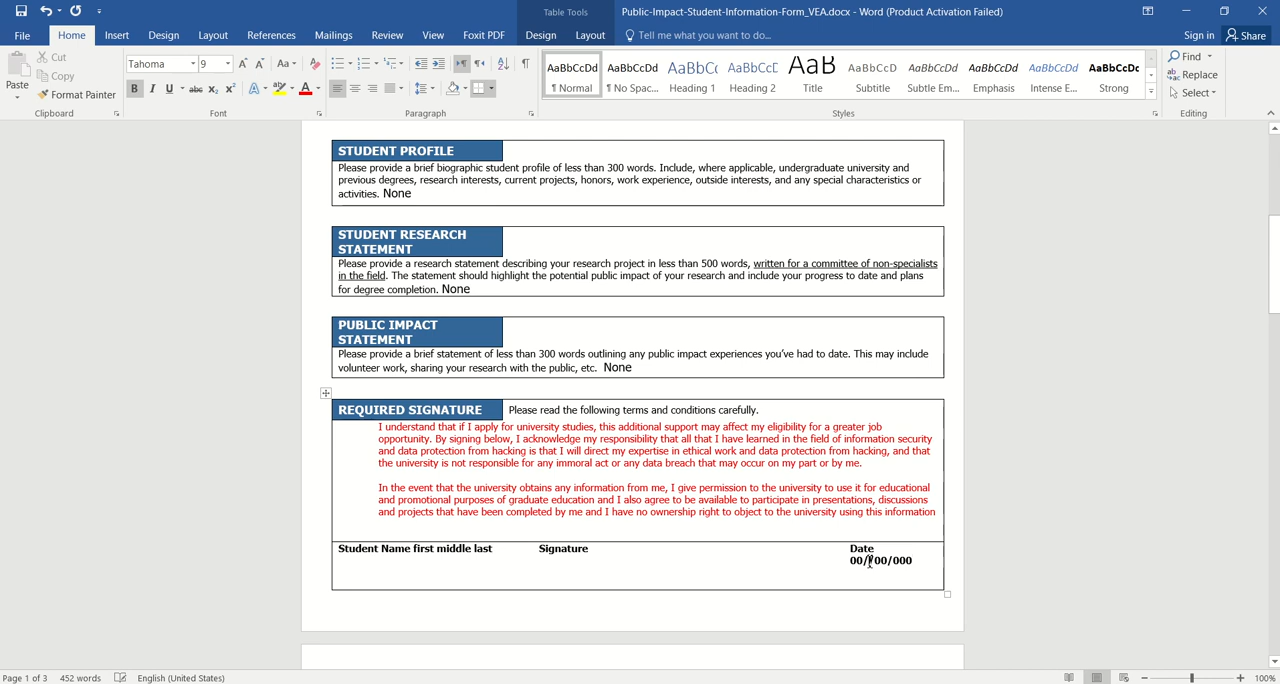 Table Tools
Public-Impact-Student-Information-Form_VEA.docx - Word (Product Activation Failed)
File Home Insert Design Layout References Mailings Review View Foxit PDF Design Layout Tell me what you want to do... Sign in Share
Paste
Cut
Copy
Format Painter
Clipboard
Tahoma 9
Font
Paragraph
AaBbCcDd AaBbCcDd AaBbCc AaBbCcD AaB AaBbCcD AaBbCcDd AaBbCcDd AaBbCcDd AaBbCcDc
¶ Normal ¶ No Spac... Heading 1 Heading 2 Title Subtitle Subtle Em... Emphasis Intense E... Strong
Styles
Find
Replace
Select
Editing
STUDENT PROFILE
Please provide a brief biographic student profile of less than 300 words. Include, where applicable, undergraduate university and
previous degrees, research interests, current projects, honors, work experience, outside interests, and any special characteristics or
activities. None
STUDENT RESEARCH
STATEMENT
Please provide a research statement describing your research project in less than 500 words, written for a committee of non-specialists
in the field. The statement should highlight the potential public impact of your research and include your progress to date and plans
for degree completion. None
PUBLIC IMPACT
STATEMENT
Please provide a brief statement of less than 300 words outlining any public impact experiences you've had to date. This may include
volunteer work, sharing your research with the public, etc. None
REQUIRED SIGNATURE Please read the following terms and conditions carefully.
I understand that if I apply for university studies, this additional support may affect my eligibility for a greater job
opportunity. By signing below, I acknowledge my responsibility that all that I have learned in the field of information security
and data protection from hacking is that I will direct my expertise in ethical work and data protection from hacking, and that
the university is not responsible for any immoral act or any data breach that may occur on my part or by me.
In the event that the university obtains any information from me, I give permission to the university to use it for educational
and promotional purposes of graduate education and I also agree to be available to participate in presentations, discussions
and projects that have been completed by me and I have no ownership right to object to the university using this information
Student Name first middle last Signature Date
00/00/000
Page 1 of 3 452 words English (United States) 100%